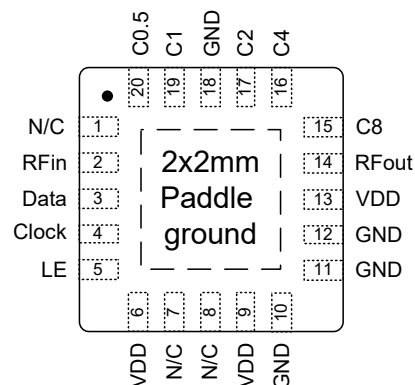 C0.5 C1 GND C2 C4
20 19 18 17 16
N/C 1 15 C8
RFin 2 14 RFout
Data 3 13 VDD
Clock 4 12 GND
LE 5 11 GND
2x2mm
Paddle
ground
6 7 8 9 10
VDD N/C N/C VDD GND